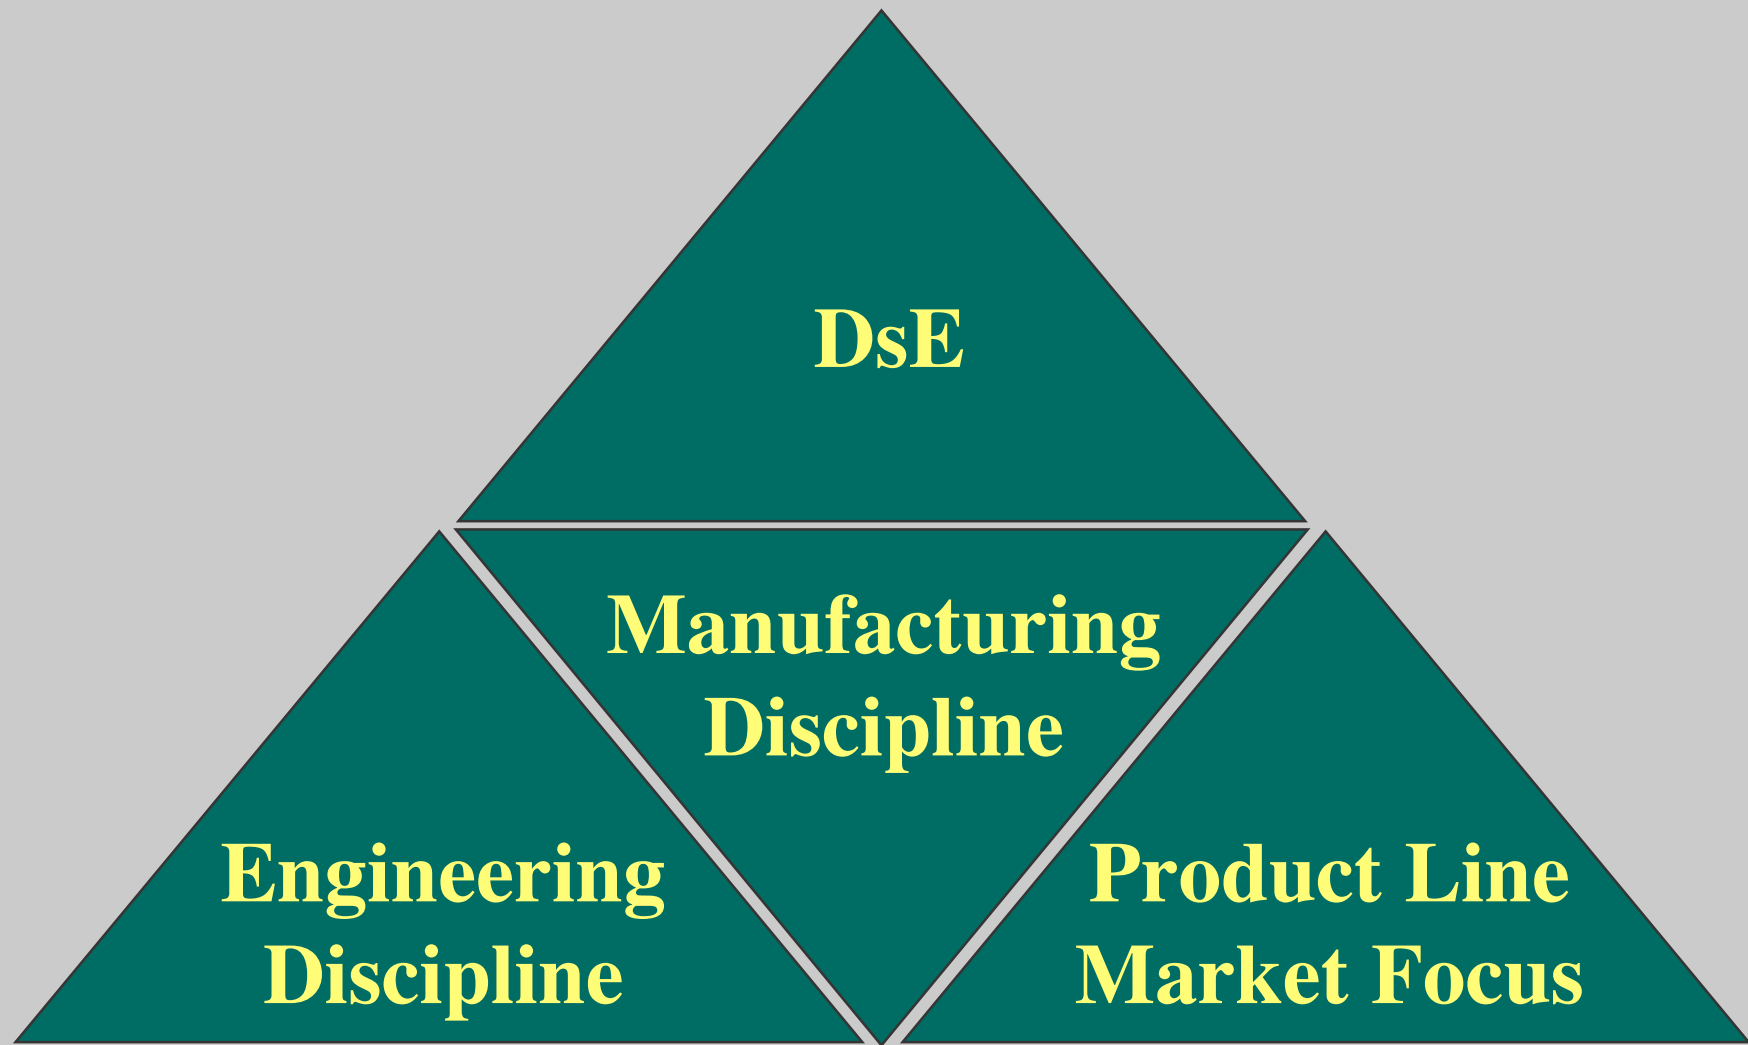 DsE
Manufacturing
Discipline
Engineering
Discipline
Product Line
Market Focus